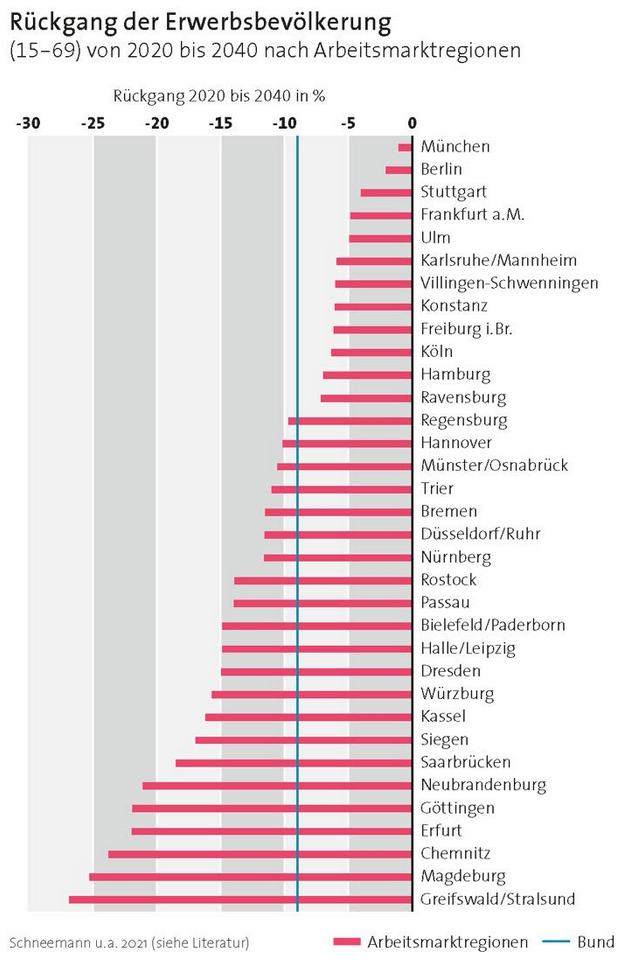 Rückgang der Erwerbsbevölkerung
(15–69) von 2020 bis 2040 nach Arbeitsmarktregionen
Rückgang 2020 bis 2040 in %
-30 -25 -20 -15 -10 -5 0
München
Berlin
Stuttgart
Frankfurt a.M.
Ulm
Karlsruhe/Mannheim
Villingen-Schwenningen
Konstanz
Freiburg i.Br.
Köln
Hamburg
Ravensburg
Regensburg
Hannover
Münster/Osnabrück
Trier
Bremen
Düsseldorf/Ruhr
Nürnberg
Rostock
Passau
Bielefeld/Paderborn
Halle/Leipzig
Dresden
Würzburg
Kassel
Siegen
Saarbrücken
Neubrandenburg
Göttingen
Erfurt
Chemnitz
Magdeburg
Greifswald/Stralsund
Schneemann u.a. 2021 (siehe Literatur) Arbeitsmarktregionen Bund